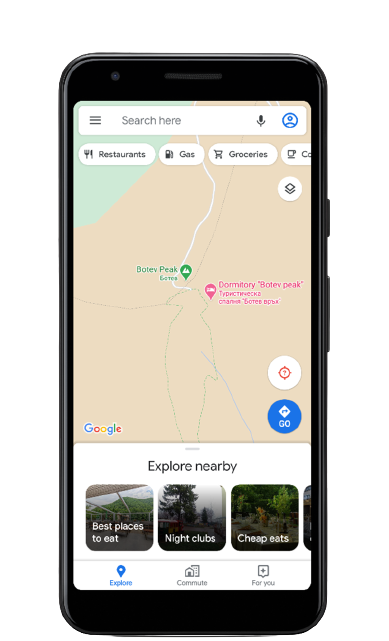 Search here
Restaurants
Gas
Groceries
Co
Botev Peak
Ботев
Dormitory "Botev peak"
Туристическа
спалня "Ботев връх"
?
Google
GO
Explore nearby
Best places
to eat
Night clubs
Cheap eats
Explore
Commute
For you